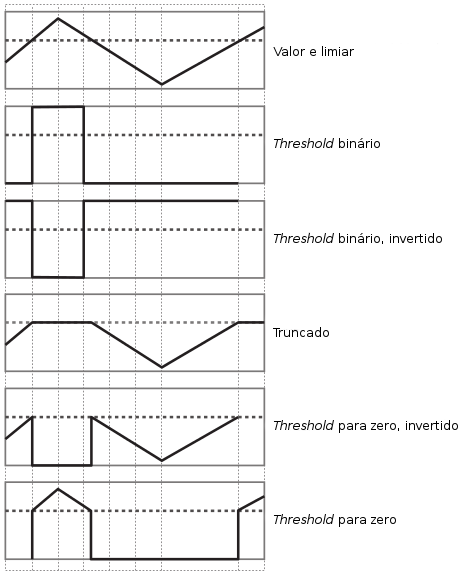 Valor e limiar
Threshold binário
Threshold binário, invertido
Truncado
Threshold para zero, invertido
Threshold para zero